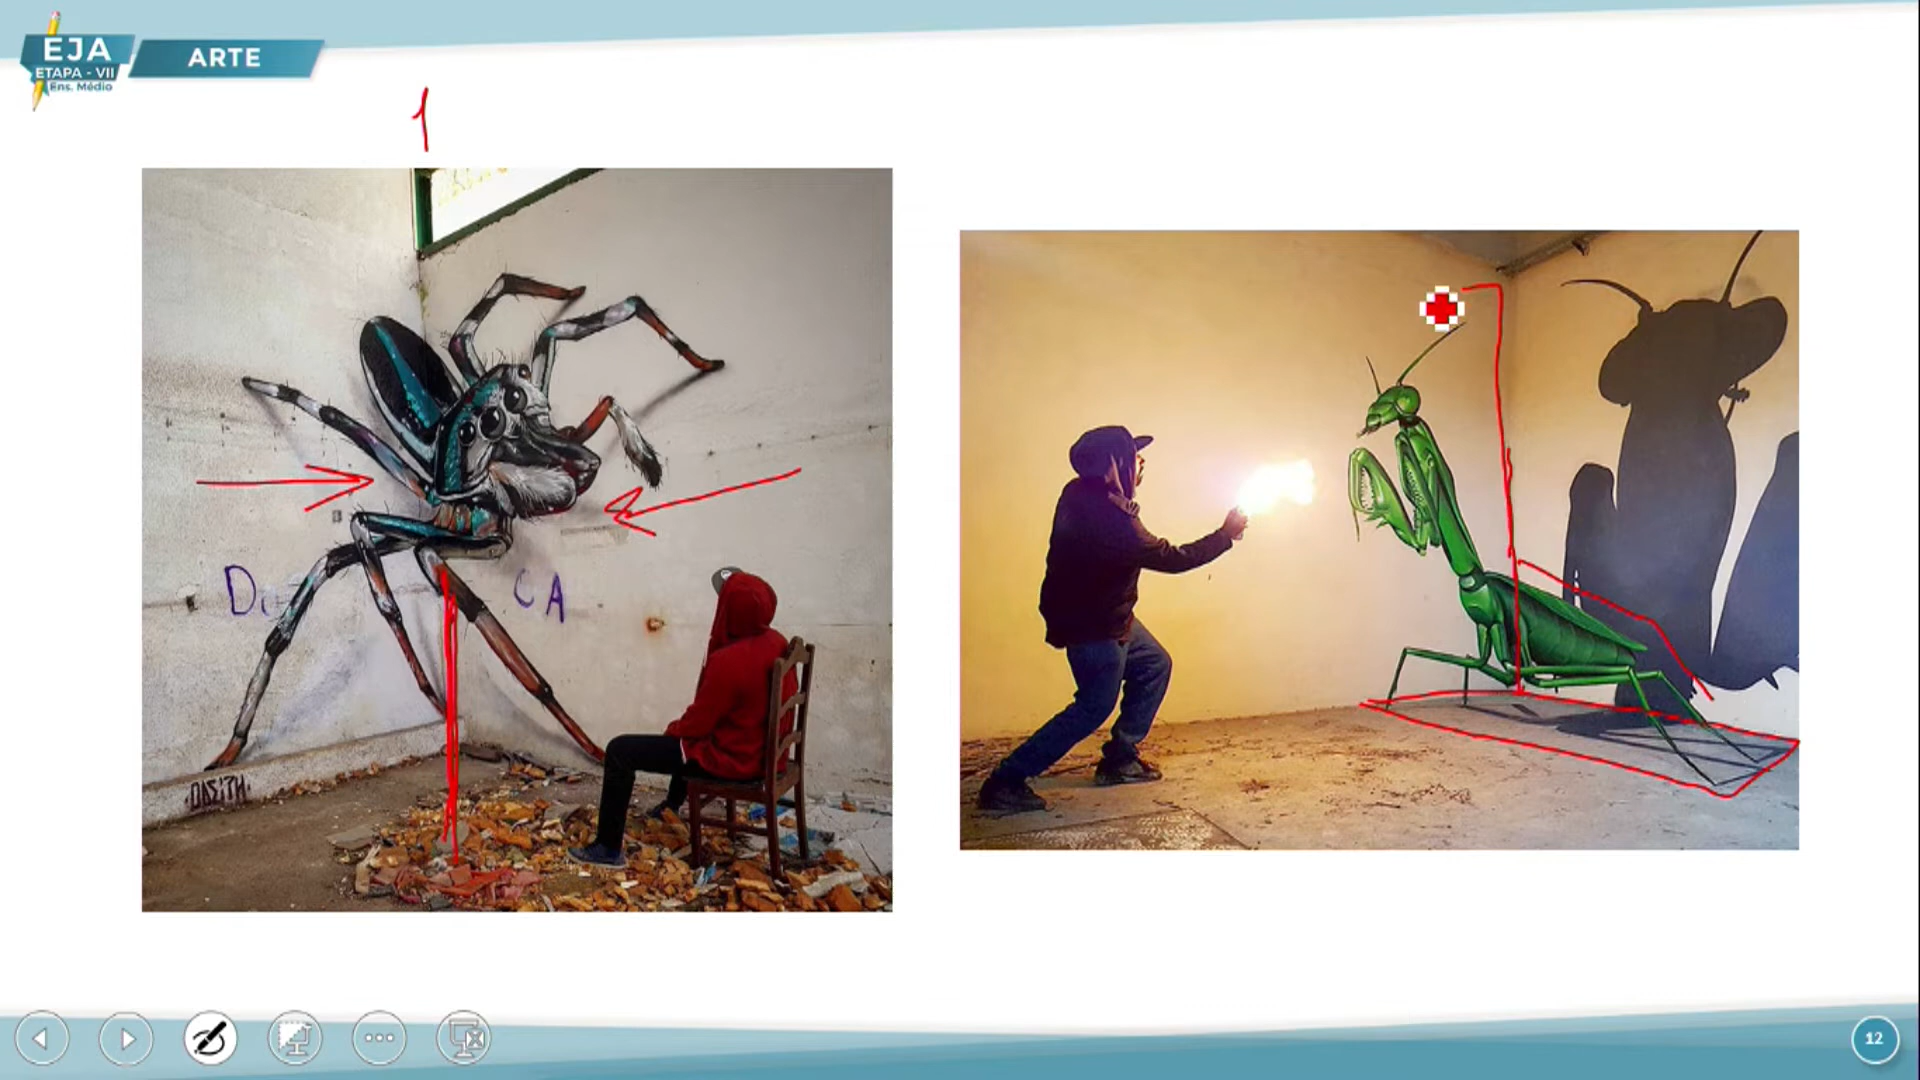 EJA
ETAPA - VII
Ens. Médio
ARTE
1
D
CA
12